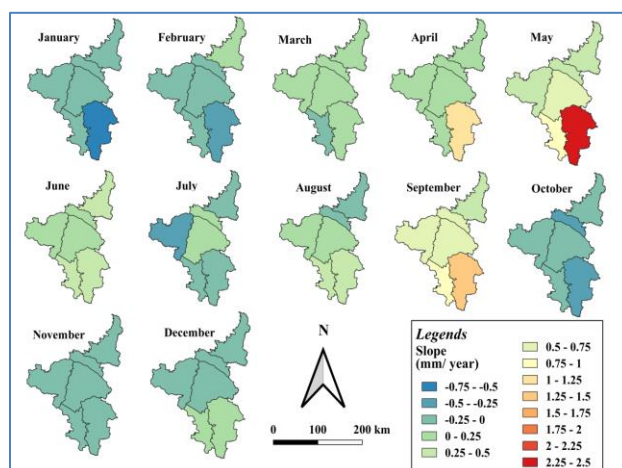 January
February
March
April
May
June
July
August
September
October
November
December
N
0 100 200 km
Legends
Slope
(mm/ year)
-0.75 - -0.5
-0.5 - -0.25
-0.25 - 0
0 - 0.25
0.25 - 0.5
0.5 - 0.75
0.75 - 1
1 - 1.25
1.25 - 1.5
1.5 - 1.75
1.75 - 2
2 - 2.25
2.25 - 2.5